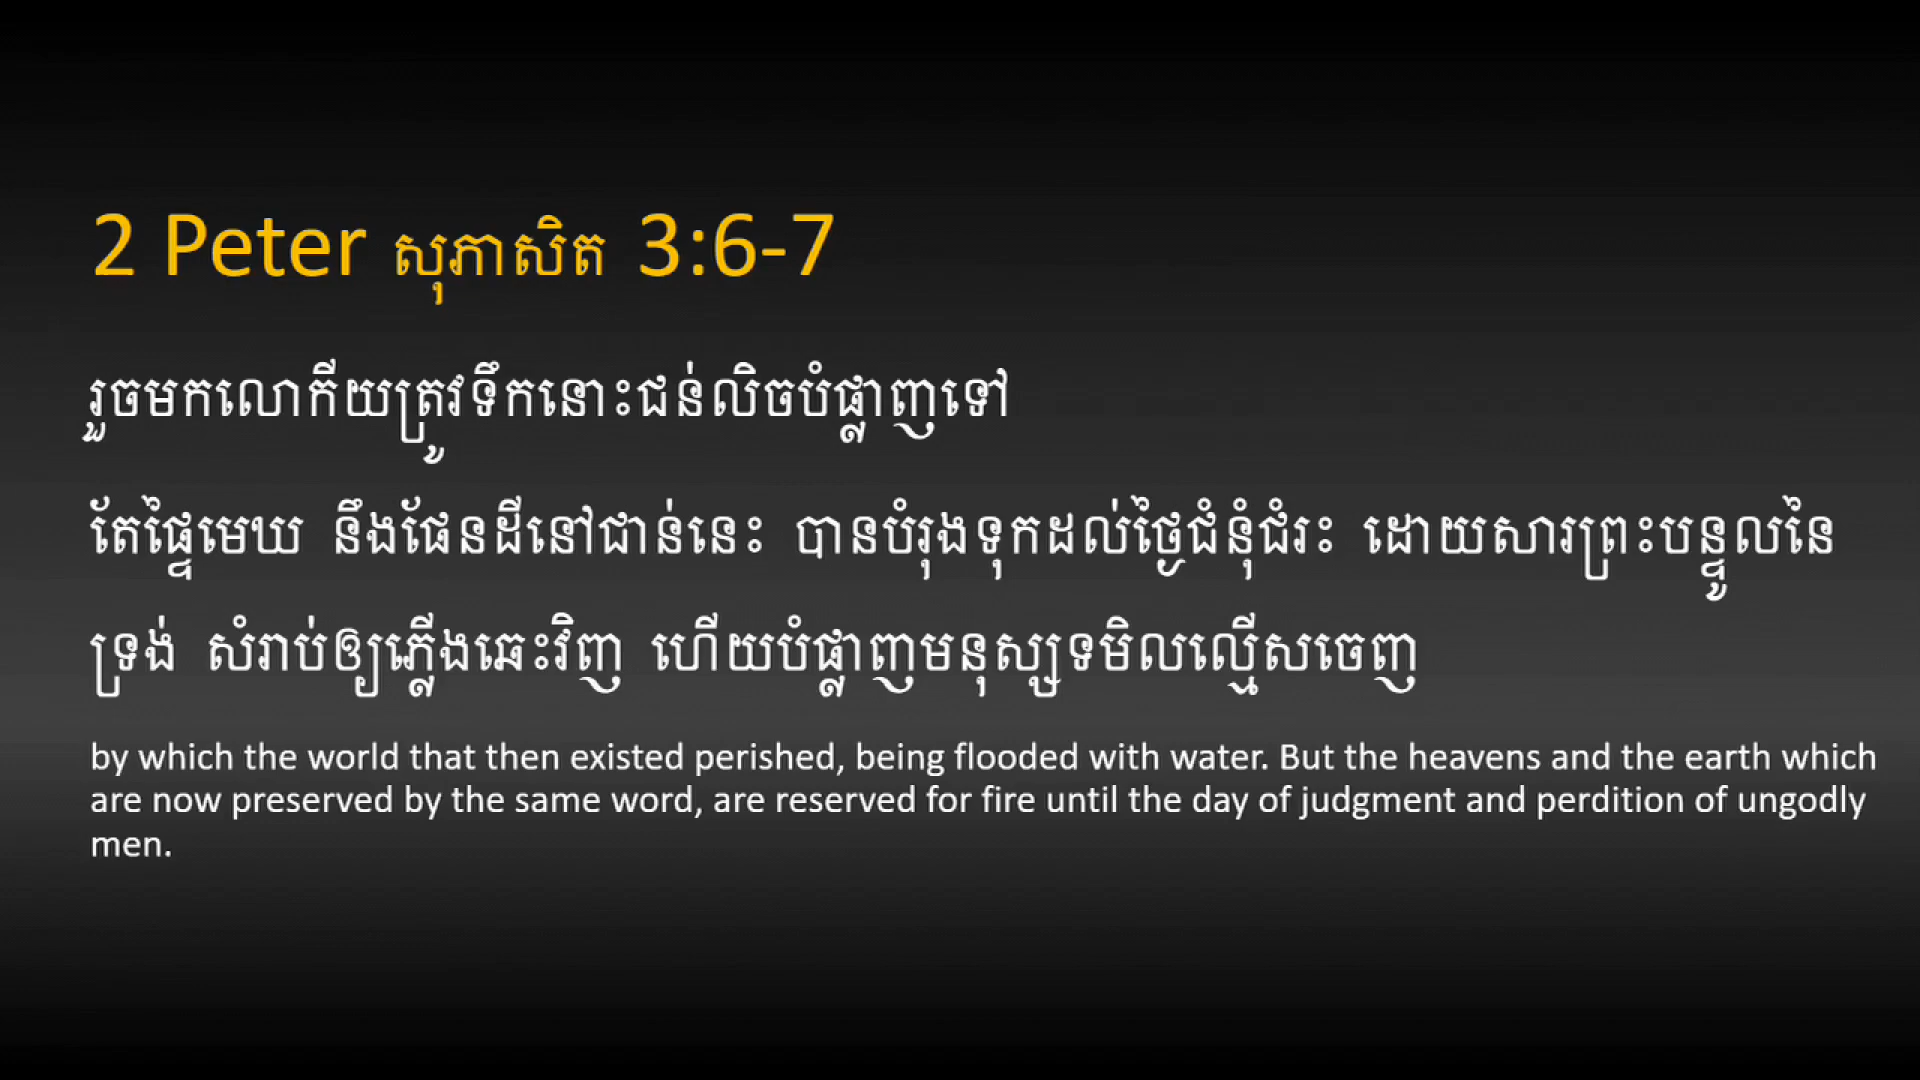 2 Peter សុភាសិត 3:6-7
រួចមកលោកីយត្រូវទឹកនោះជន់លិចបំផ្លាញទៅ
តែផ្ទៃមេឃ នឹងផែនដីនៅជាន់នេះ បានបំរុងទុកដល់ថ្ងៃជំនុំជំរះ ដោយសារព្រះបន្ទូលនៃ
ទ្រង់ សំរាប់ឲ្យភ្លើងឆេះវិញ ហើយបំផ្លាញមនុស្សទមិលល្មើសចេញ
by which the world that then existed perished, being flooded with water. But the heavens and the earth which
are now preserved by the same word, are reserved for fire until the day of judgment and perdition of ungodly
men.